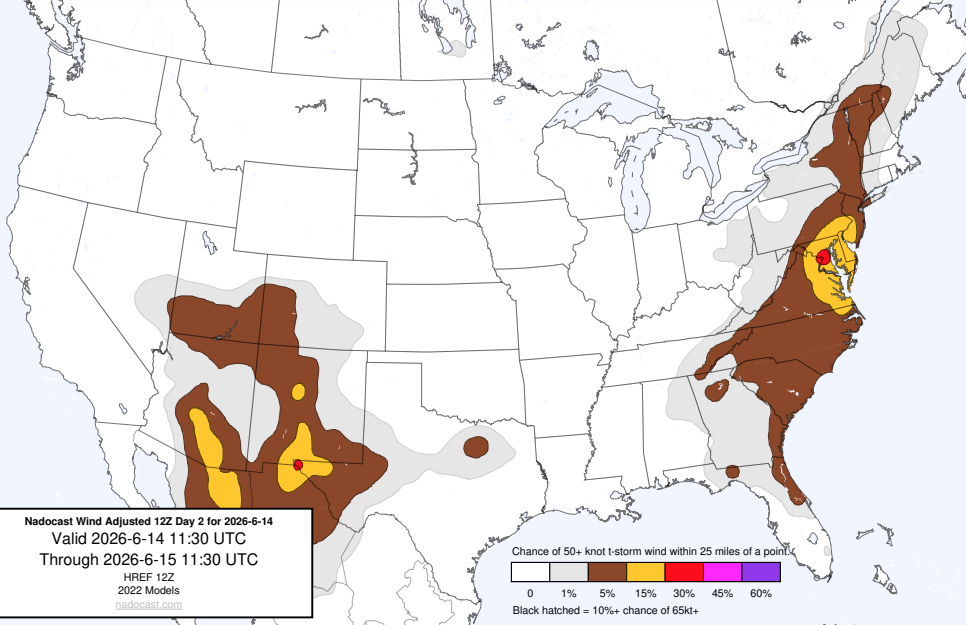 Nadocast Wind Adjusted 12Z Day 2 for 2026-6-14
Valid 2026-6-14 11:30 UTC
Through 2026-6-15 11:30 UTC
HREF 12Z
2022 Models
nadocast.com
Chance of 50+ knot t-storm wind within 25 miles of a point.
0 1% 5% 15% 30% 45% 60%
Black hatched = 10%+ chance of 65kt+